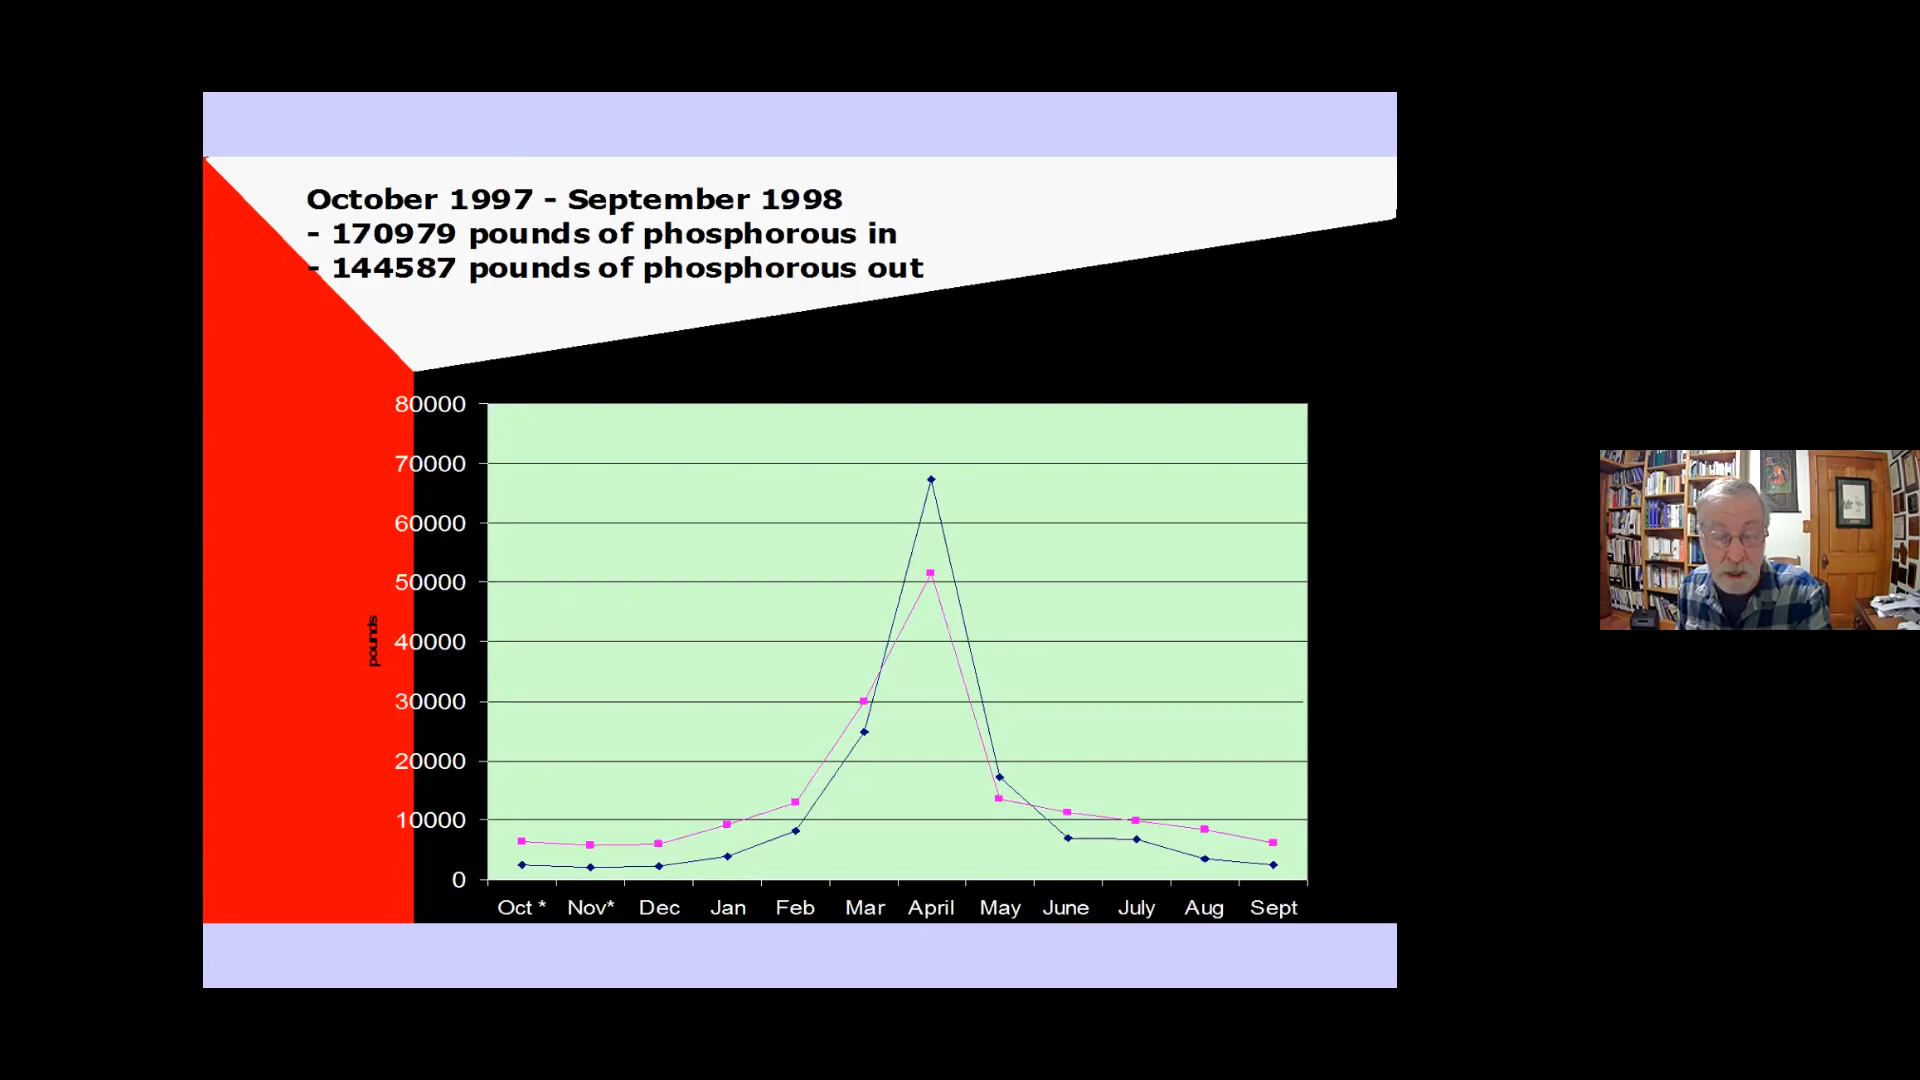 October 1997 - September 1998
- 170979 pounds of phosphorous in
- 144587 pounds of phosphorous out
80000
70000
60000
50000
40000
30000
20000
10000
0
pounds
Oct * Nov* Dec Jan Feb Mar April May June July Aug Sept